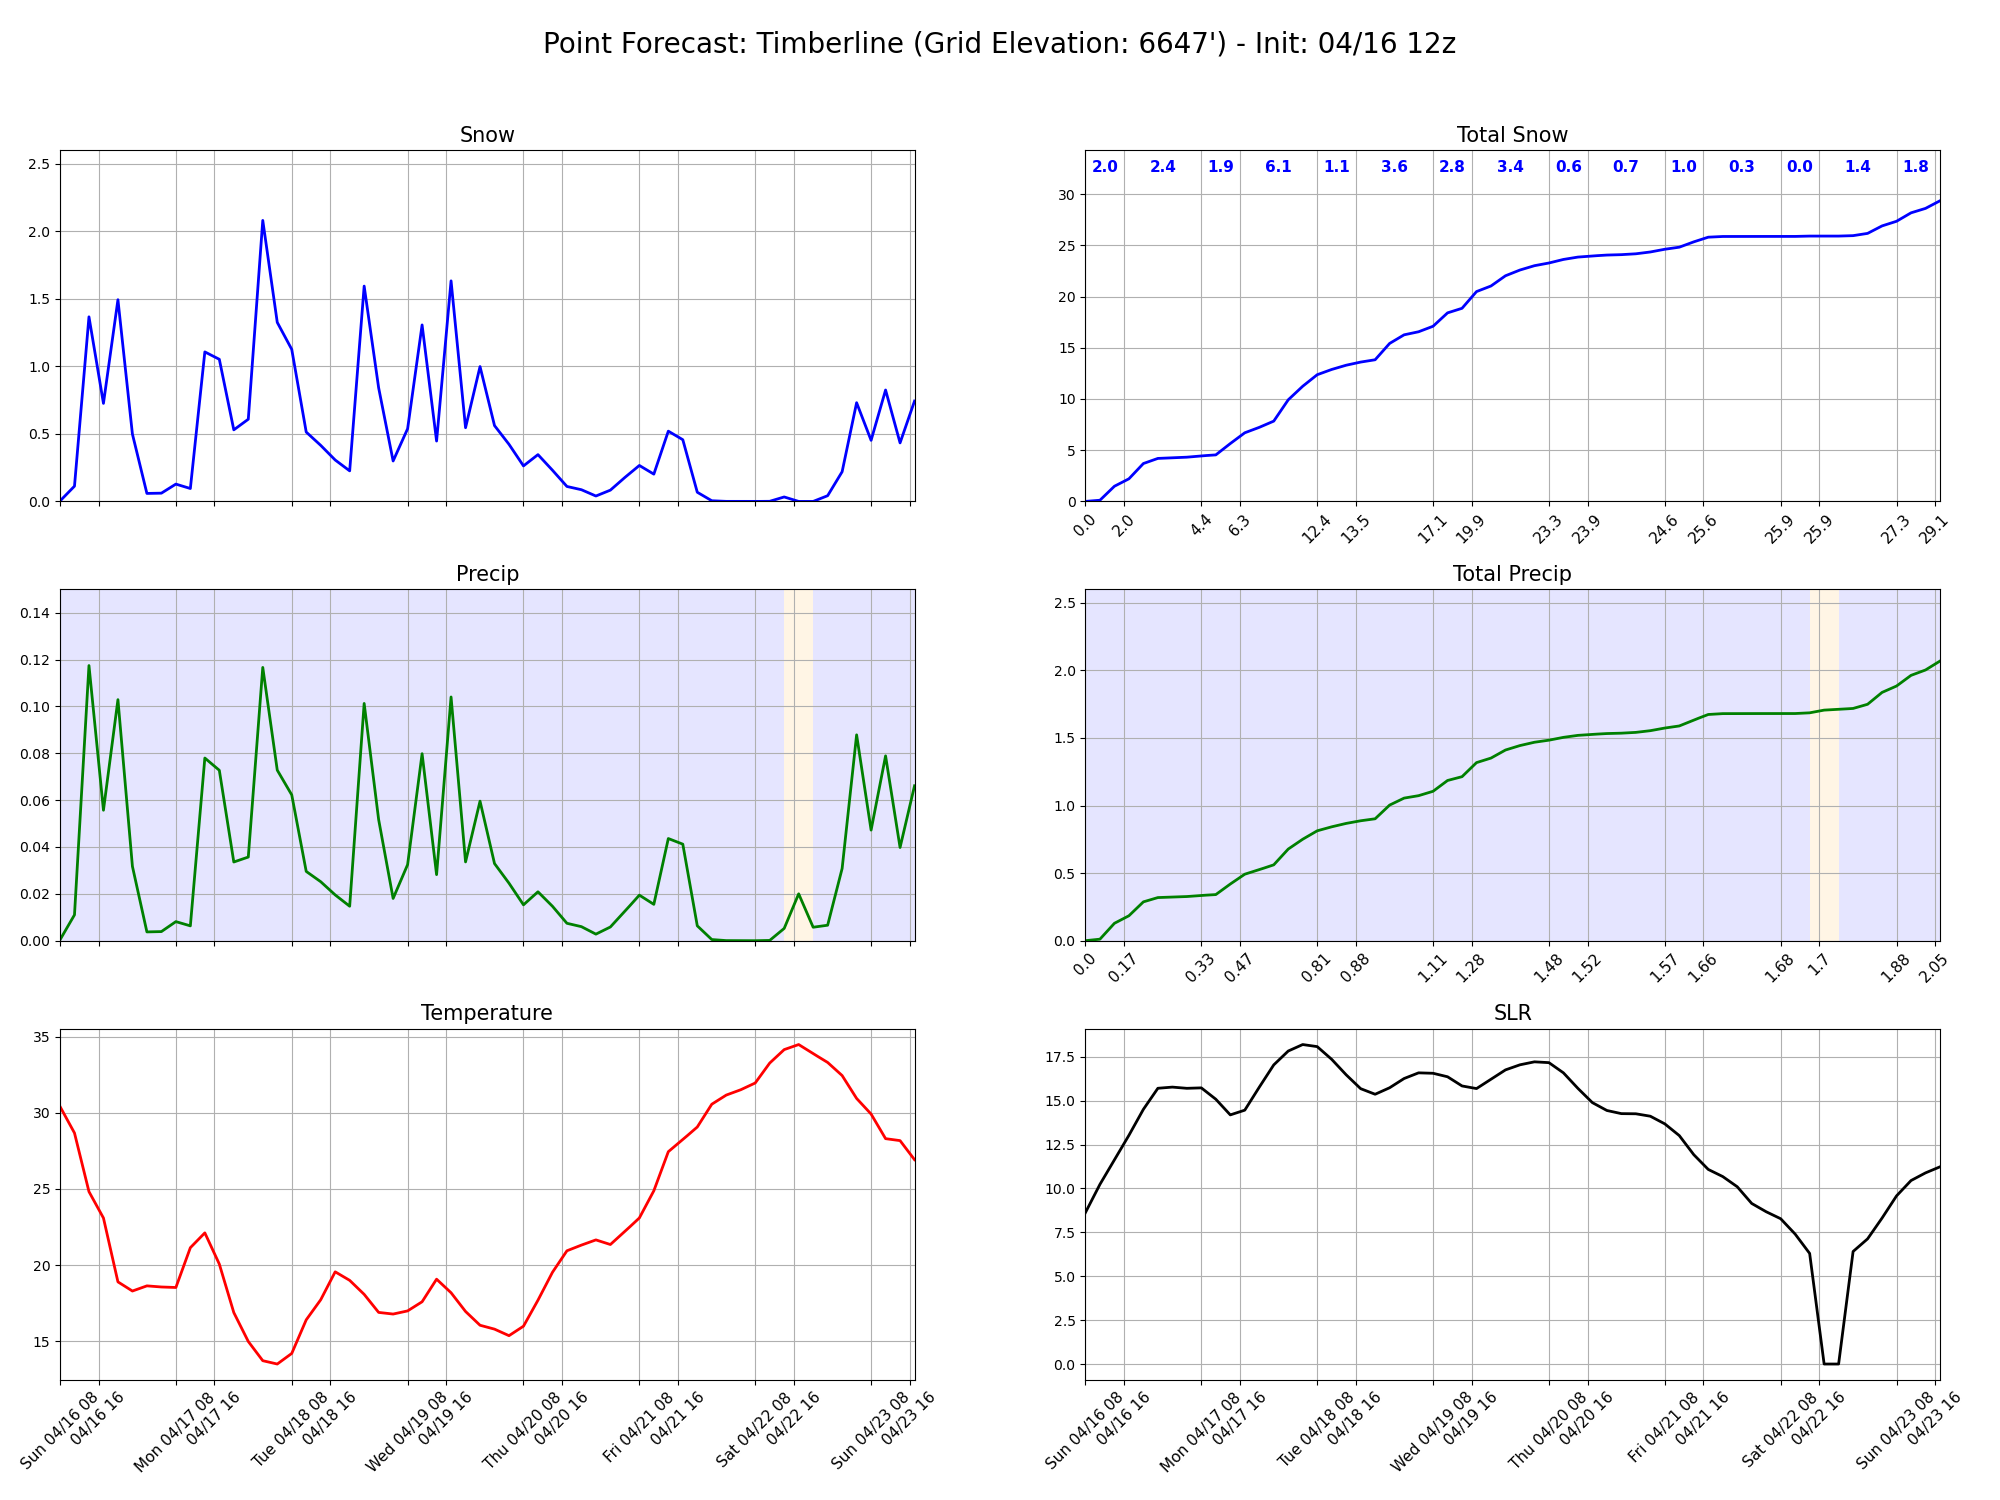 Point Forecast: Timberline (Grid Elevation: 6647') - Init: 04/16 12z
Snow
2.5
2.0
1.5
1.0
0.5
0.0
Total Snow
2.0 2.4 1.9 6.1 1.1 3.6 2.8 3.4 0.6 0.7 1.0 0.3 0.0 1.4 1.8
30
25
20
15
10
5
0
0.0 2.0 4.4 6.3 12.4 13.5 17.1 19.9 23.3 23.9 24.6 25.6 25.9 25.9 27.3 29.1
Precip
0.14
0.12
0.10
0.08
0.06
0.04
0.02
0.00
Total Precip
2.5
2.0
1.5
1.0
0.5
0.0
0.0 0.17 0.33 0.47 0.81 0.88 1.11 1.28 1.48 1.52 1.57 1.66 1.68 1.7 1.88 2.05
Temperature
35
30
25
20
15
Sun 04/16 08
04/16 16
Mon 04/17 08
04/17 16
Tue 04/18 08
04/18 16
Wed 04/19 08
04/19 16
Thu 04/20 08
04/20 16
Fri 04/21 08
04/21 16
Sat 04/22 08
04/22 16
Sun 04/23 08
04/23 16
SLR
17.5
15.0
12.5
10.0
7.5
5.0
2.5
0.0
Sun 04/16 08
04/16 16
Mon 04/17 08
04/17 16
Tue 04/18 08
04/18 16
Wed 04/19 08
04/19 16
Thu 04/20 08
04/20 16
Fri 04/21 08
04/21 16
Sat 04/22 08
04/22 16
Sun 04/23 08
04/23 16